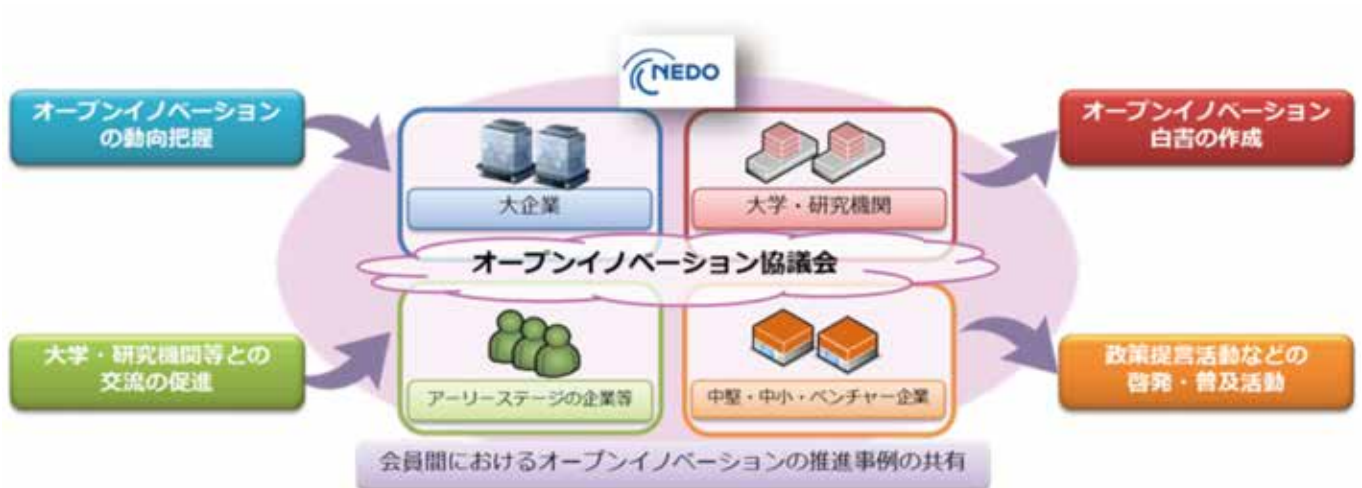 NEDO
オープンイノベーション
の動向把握
大企業
大学・研究機関
オープンイノベーション
白吉の作成
オープンイノベーション協議会
大学・研究機関等との
交流の促進
アーリーステージの企業等
中堅・中小・ベンチャー企業
政策提言活動などの
啓発・普及活動
会員間におけるオープンイノベーションの推進事例の共有